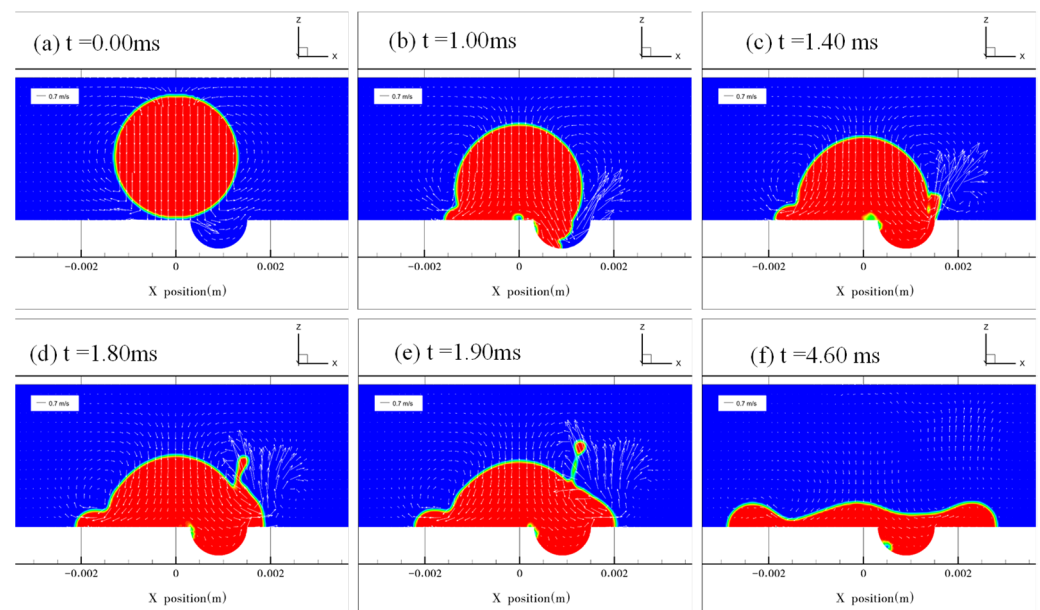 (a) t =0.00ms
Z
X
0.7 m/s
−0.002 0 0.002
X position(m)
(b) t =1.00ms
Z
X
0.7 m/s
−0.002 0 0.002
X position(m)
(c) t =1.40 ms
Z
X
0.7 m/s
−0.002 0 0.002
X position(m)
(d) t =1.80ms
Z
X
0.7 m/s
−0.002 0 0.002
X position(m)
(e) t =1.90ms
Z
X
0.7 m/s
−0.002 0 0.002
X position(m)
(f) t =4.60 ms
Z
X
0.7 m/s
−0.002 0 0.002
X position(m)